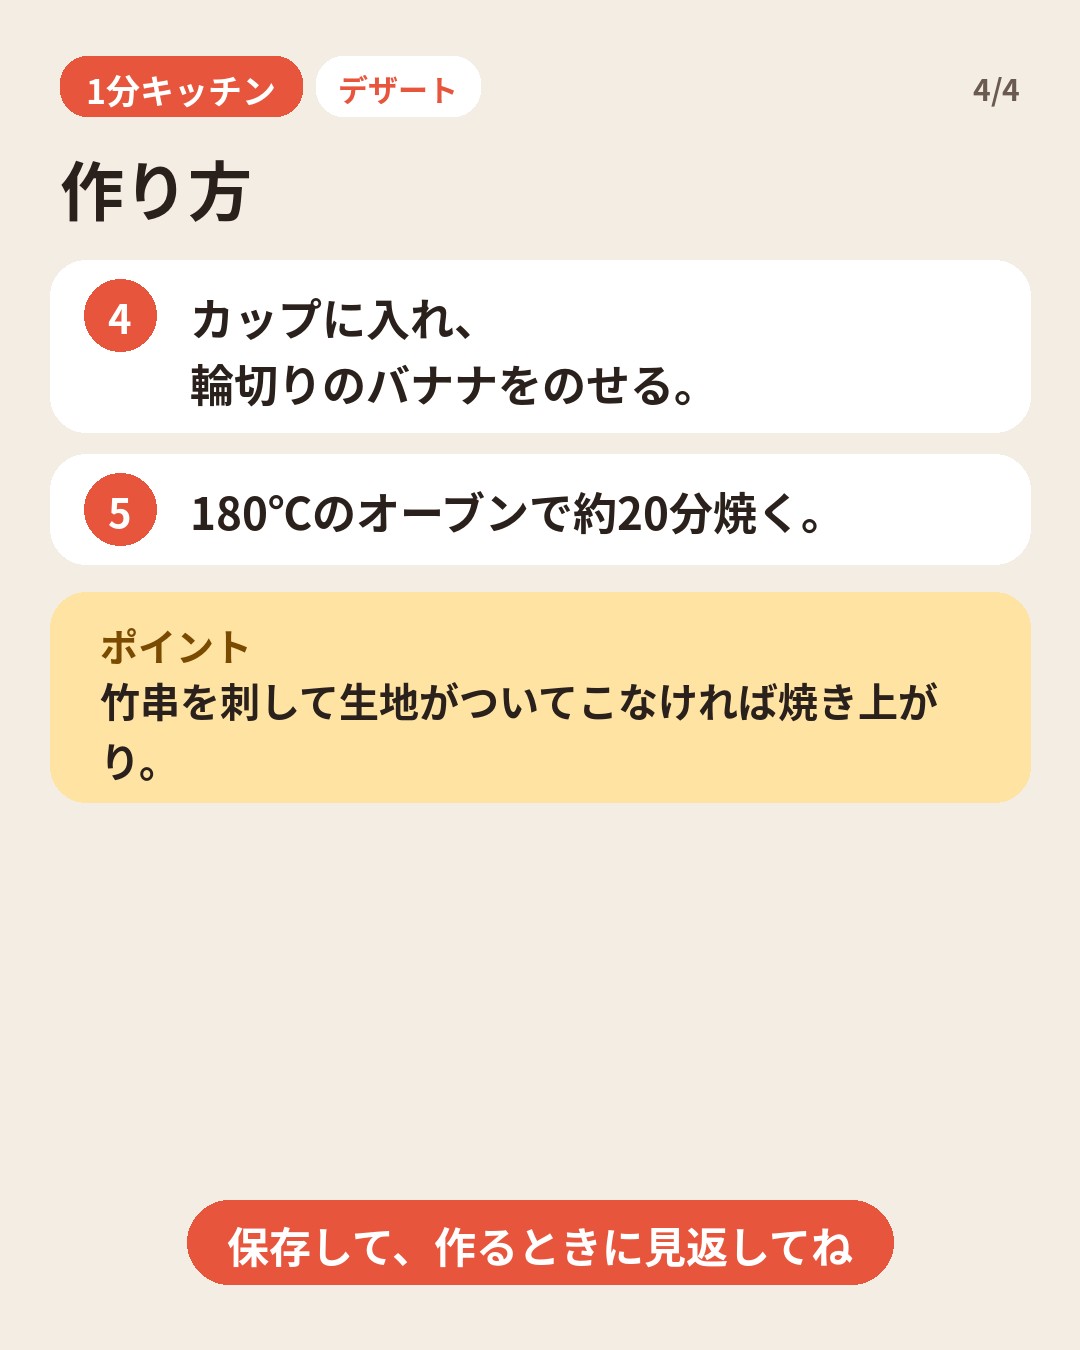 1分キッチン デザート 4/4
作り方
4 カップに入れ、
輪切りのバナナをのせる。
5 180℃のオーブンで約20分焼く。
ポイント
竹串を刺して生地がついてこなければ焼き上が
り。
保存して、作るときに見返してね